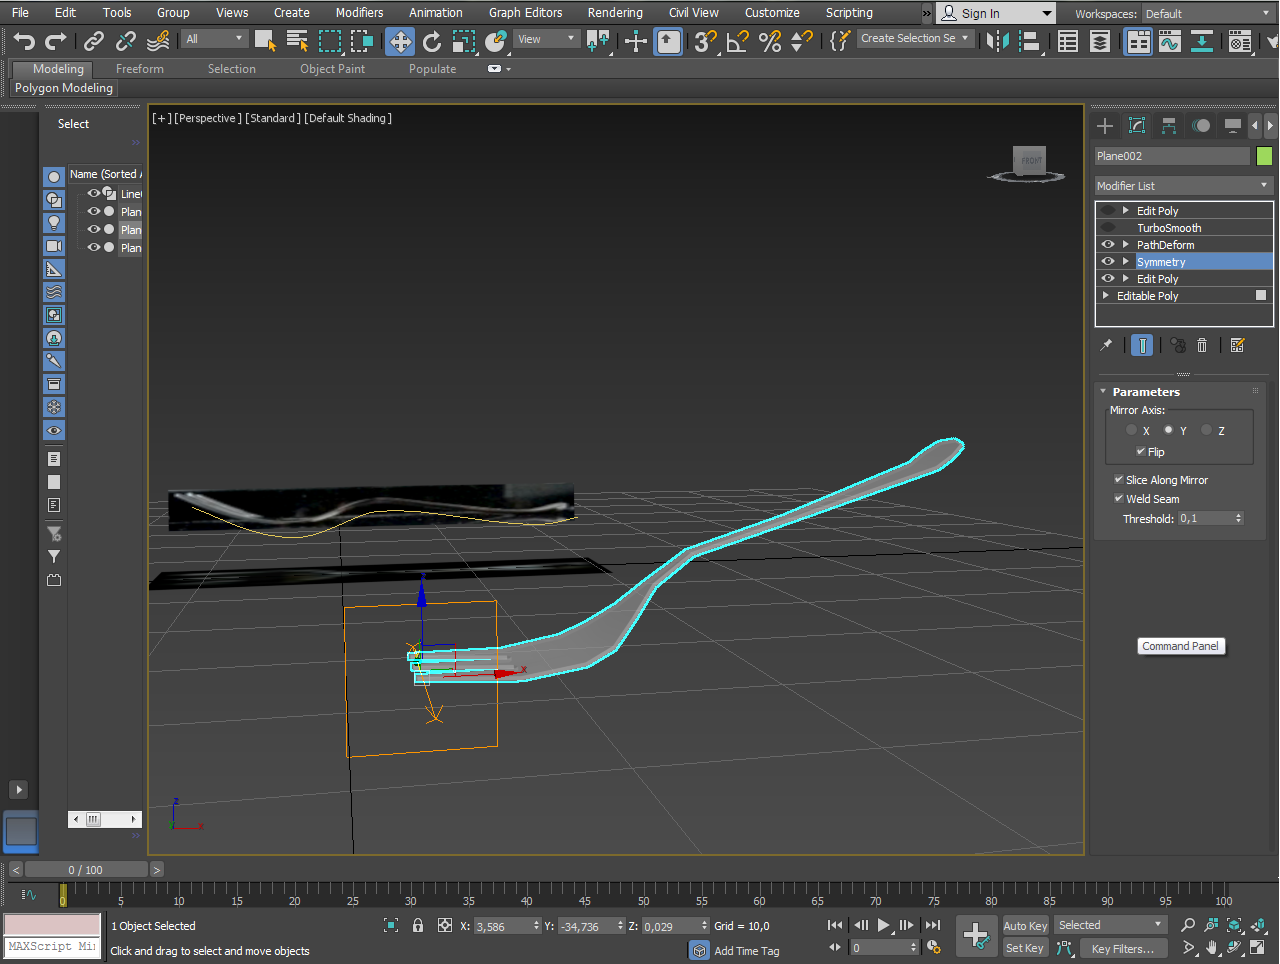 File Edit Tools Group Views Create Modifiers Animation Graph Editors Rendering Civil View Customize Scripting Sign In Workspaces: Default
All View Create Selection Se
Modeling Freeform Selection Object Paint Populate
Polygon Modeling
Select
Name (Sorted A
Line(
Plan
Plan
Plan
[+] [Perspective] [Standard] [Default Shading]
FRONT
Plane002
Modifier List
Edit Poly
TurboSmooth
PathDeform
Symmetry
Edit Poly
Editable Poly
Parameters
Mirror Axis:
X Y Z
Flip
Slice Along Mirror
Weld Seam
Threshold: 0,1
Command Panel
z
x
z
x
0 / 100
0 5 10 15 20 25 30 35 40 45 50 55 60 65 70 75 80 85 90 95 100
1 Object Selected X: 3,586 Y: -34,736 Z: 0,029 Grid = 10,0 Auto Key Selected
MAXScript Mi
Click and drag to select and move objects Add Time Tag 0 Set Key Key Filters...